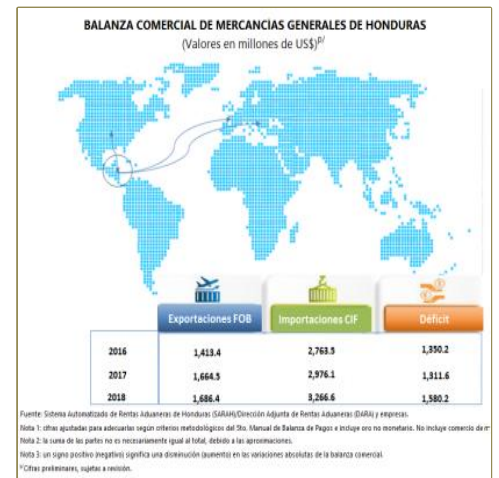 BALANZA COMERCIAL DE MERCANCIAS GENERALES DE HONDURAS
(Valores en millones de US$)p/
Exportaciones FOB Importaciones CIF Déficit
2016 1,413.4 2,763.5 1,350.2
2017 1,664.5 2,976.1 1,311.6
2018 1,686.4 3,266.6 1,580.2
Fuente: Sistema Automatizado de Rentas Aduaneras de Honduras (SARAH)/Dirección Adjunta de Rentas Aduaneras (DARA) y empresas.
Nota 1: cifras ajustadas para adecuarlas según criterios metodológicos del 5to. Manual de Balanza de Pagos e incluye oro no monetario. No incluye comercio de
Nota 2: la suma de las partes no es necesariamente igual al total, debido a las aproximaciones.
Nota 3: un signo positivo (negativo) significa una disminución (aumento) en las variaciones absolutas de la balanza comercial.
p/Cifras preliminares, sujetas a revisión.